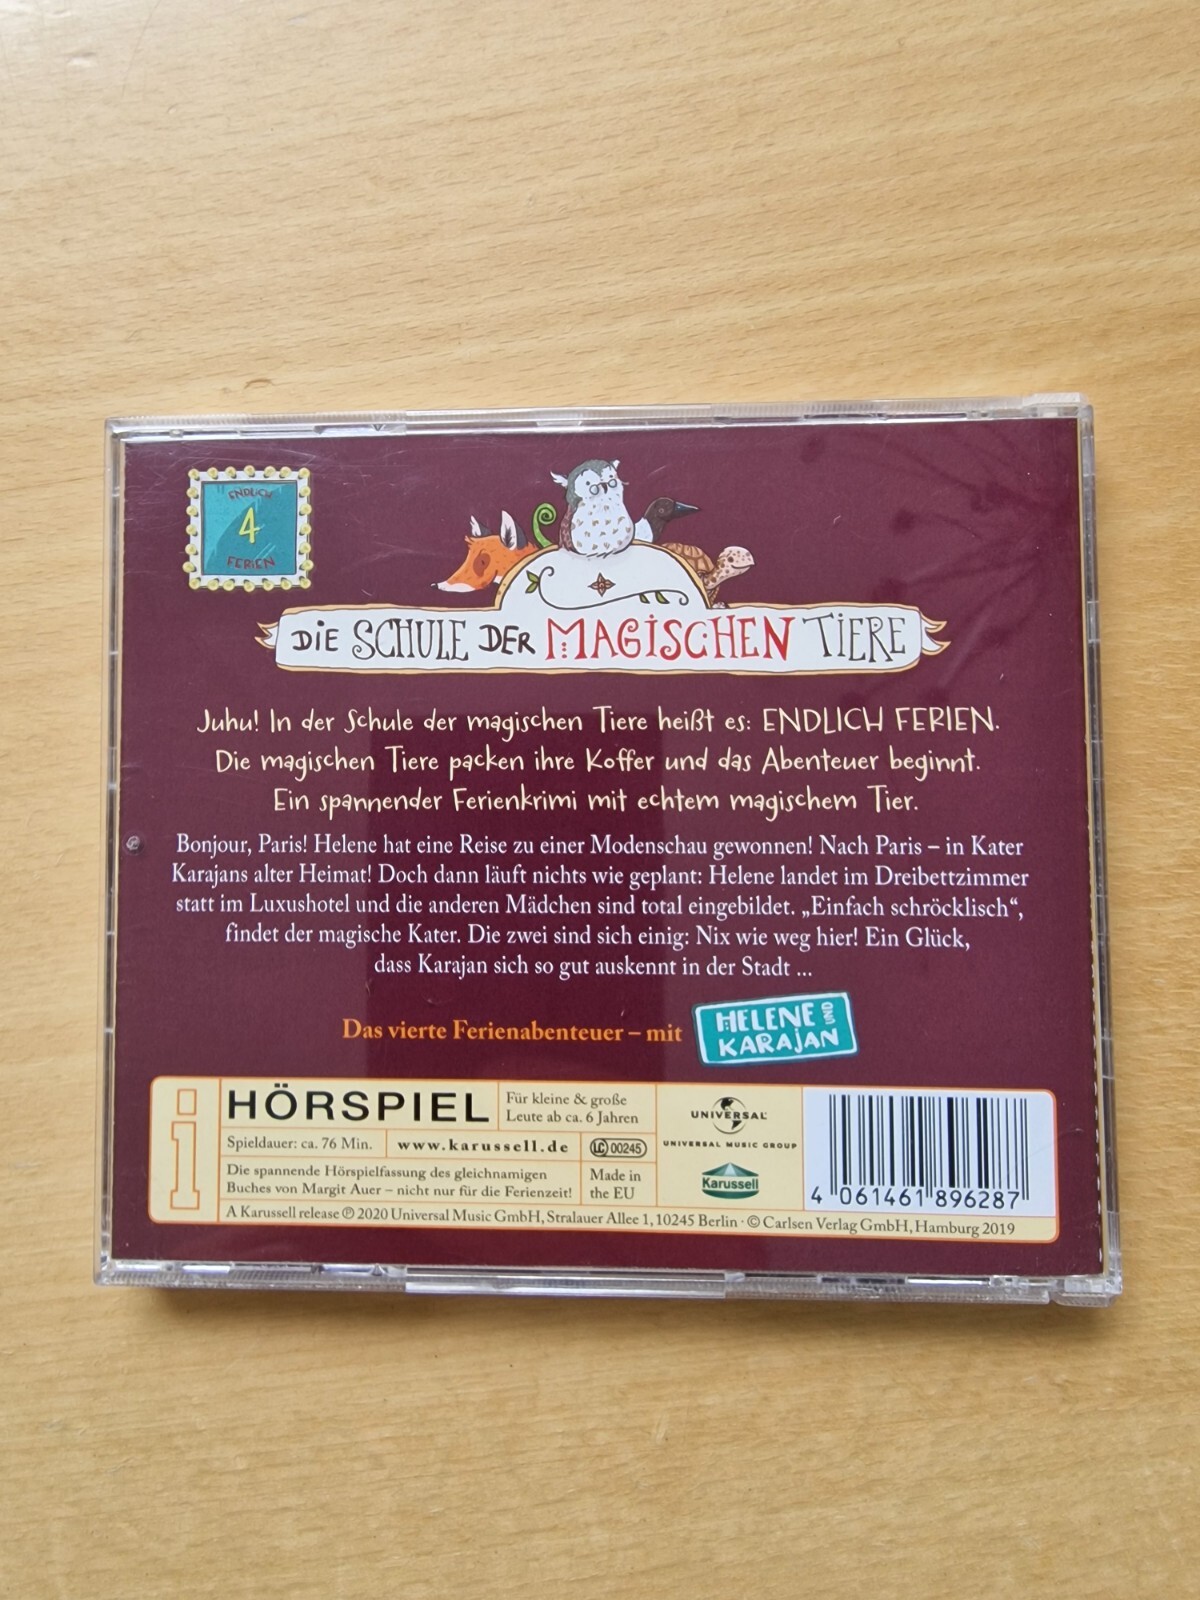 ENDLICH
4
FERIEN
DIE SCHULE DER MAGISCHEN TIERE
Juhu! In der Schule der magischen Tiere heißt es: ENDLICH FERIEN.
Die magischen Tiere packen ihre Koffer und das Abenteuer beginnt.
Ein spannender Ferienkrimi mit echtem magischem Tier.
Bonjour, Paris! Helene hat eine Reise zu einer Modenschau gewonnen! Nach Paris – in Kater
Karajans alter Heimat! Doch dann läuft nichts wie geplant: Helene landet im Dreibettzimmer
statt im Luxushotel und die anderen Mädchen sind total eingebildet. „Einfach schröcklisch“,
findet der magische Kater. Die zwei sind sich einig: Nix wie weg hier! Ein Glück,
dass Karajan sich so gut auskennt in der Stadt ...
Das vierte Ferienabenteuer – mit
HELENE UND
KARAJAN
i
HÖRSPIEL
Für kleine & große
Leute ab ca. 6 Jahren
Spieldauer: ca. 76 Min.
www.karussell.de
LC 00245
Die spannende Hörspielfassung des gleichnamigen
Buches von Margit Auer – nicht nur für die Ferienzeit!
Made in
the EU
UNIVERSAL
UNIVERSAL MUSIC GROUP
Karussell
4 061461 896287
A Karussell release ℗ 2020 Universal Music GmbH, Stralauer Allee 1, 10245 Berlin · © Carlsen Verlag GmbH, Hamburg 2019